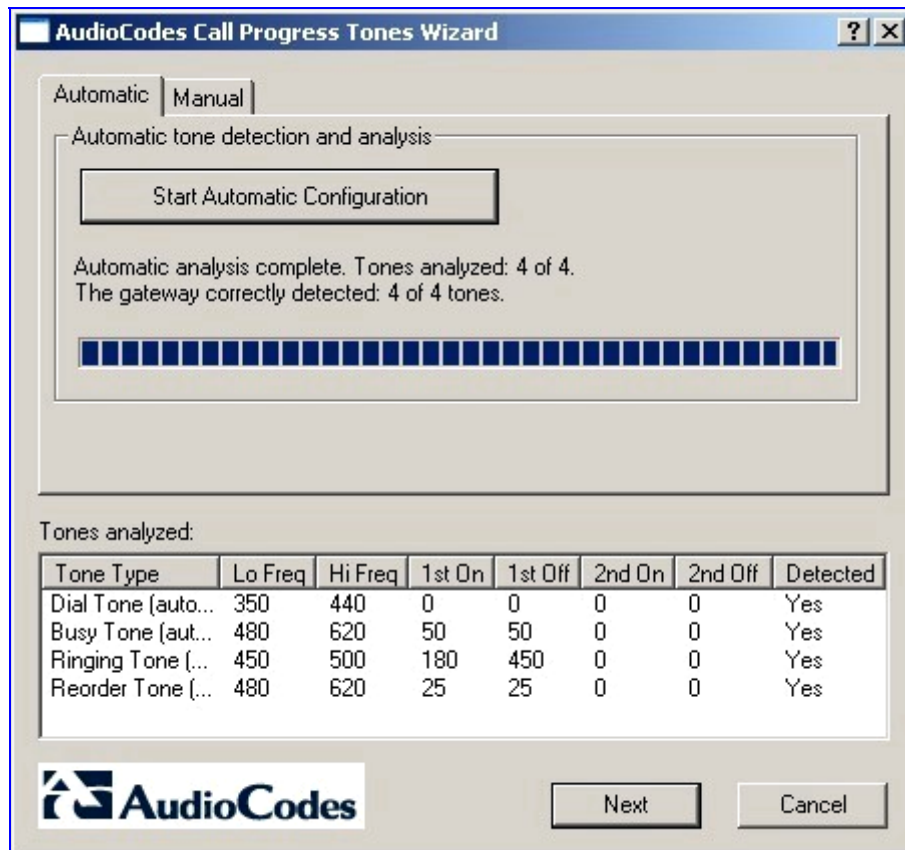 AudioCodes Call Progress Tones Wizard
Automatic Manual
Automatic tone detection and analysis
Start Automatic Configuration
Automatic analysis complete. Tones analyzed: 4 of 4.
The gateway correctly detected: 4 of 4 tones.
Tones analyzed:
Tone Type Lo Freq Hi Freq 1st On 1st Off 2nd On 2nd Off Detected
Dial Tone (auto... 350 440 0 0 0 0 Yes
Busy Tone (aut... 480 620 50 50 0 0 Yes
Ringing Tone (... 450 500 180 450 0 0 Yes
Reorder Tone (... 480 620 25 25 0 0 Yes
AudioCodes Next Cancel